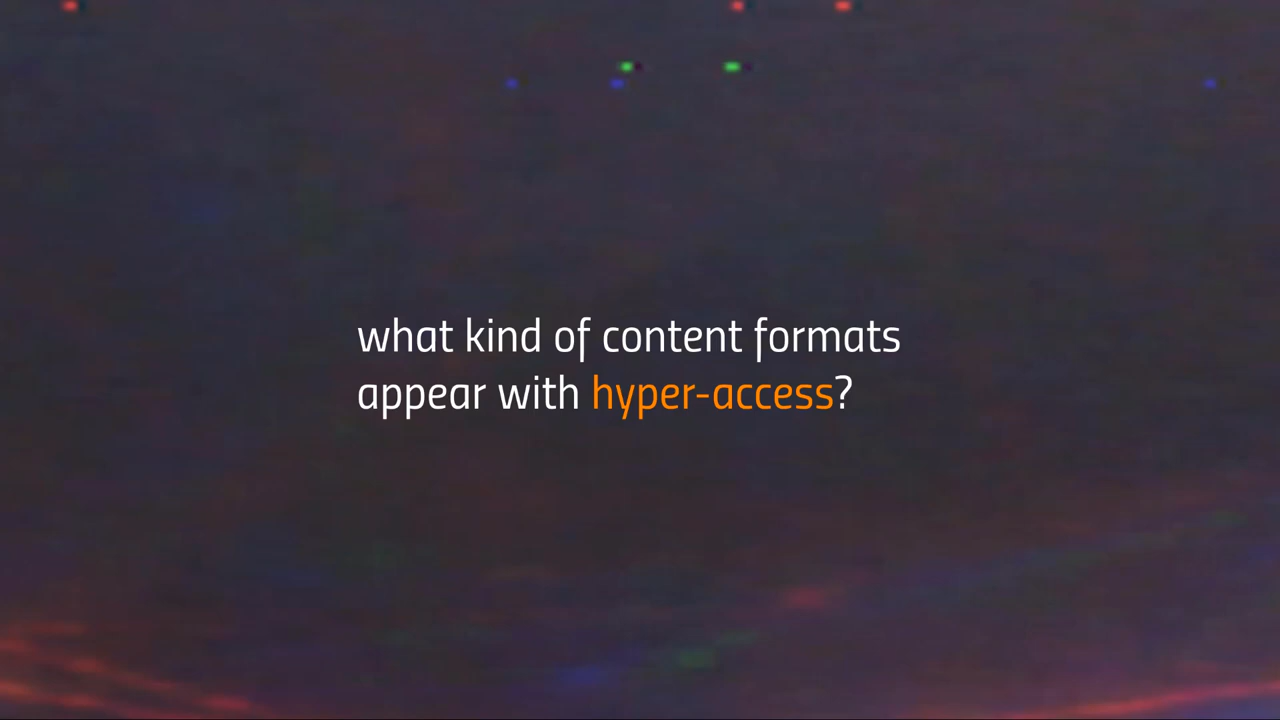 what kind of content formats
appear with hyper-access?